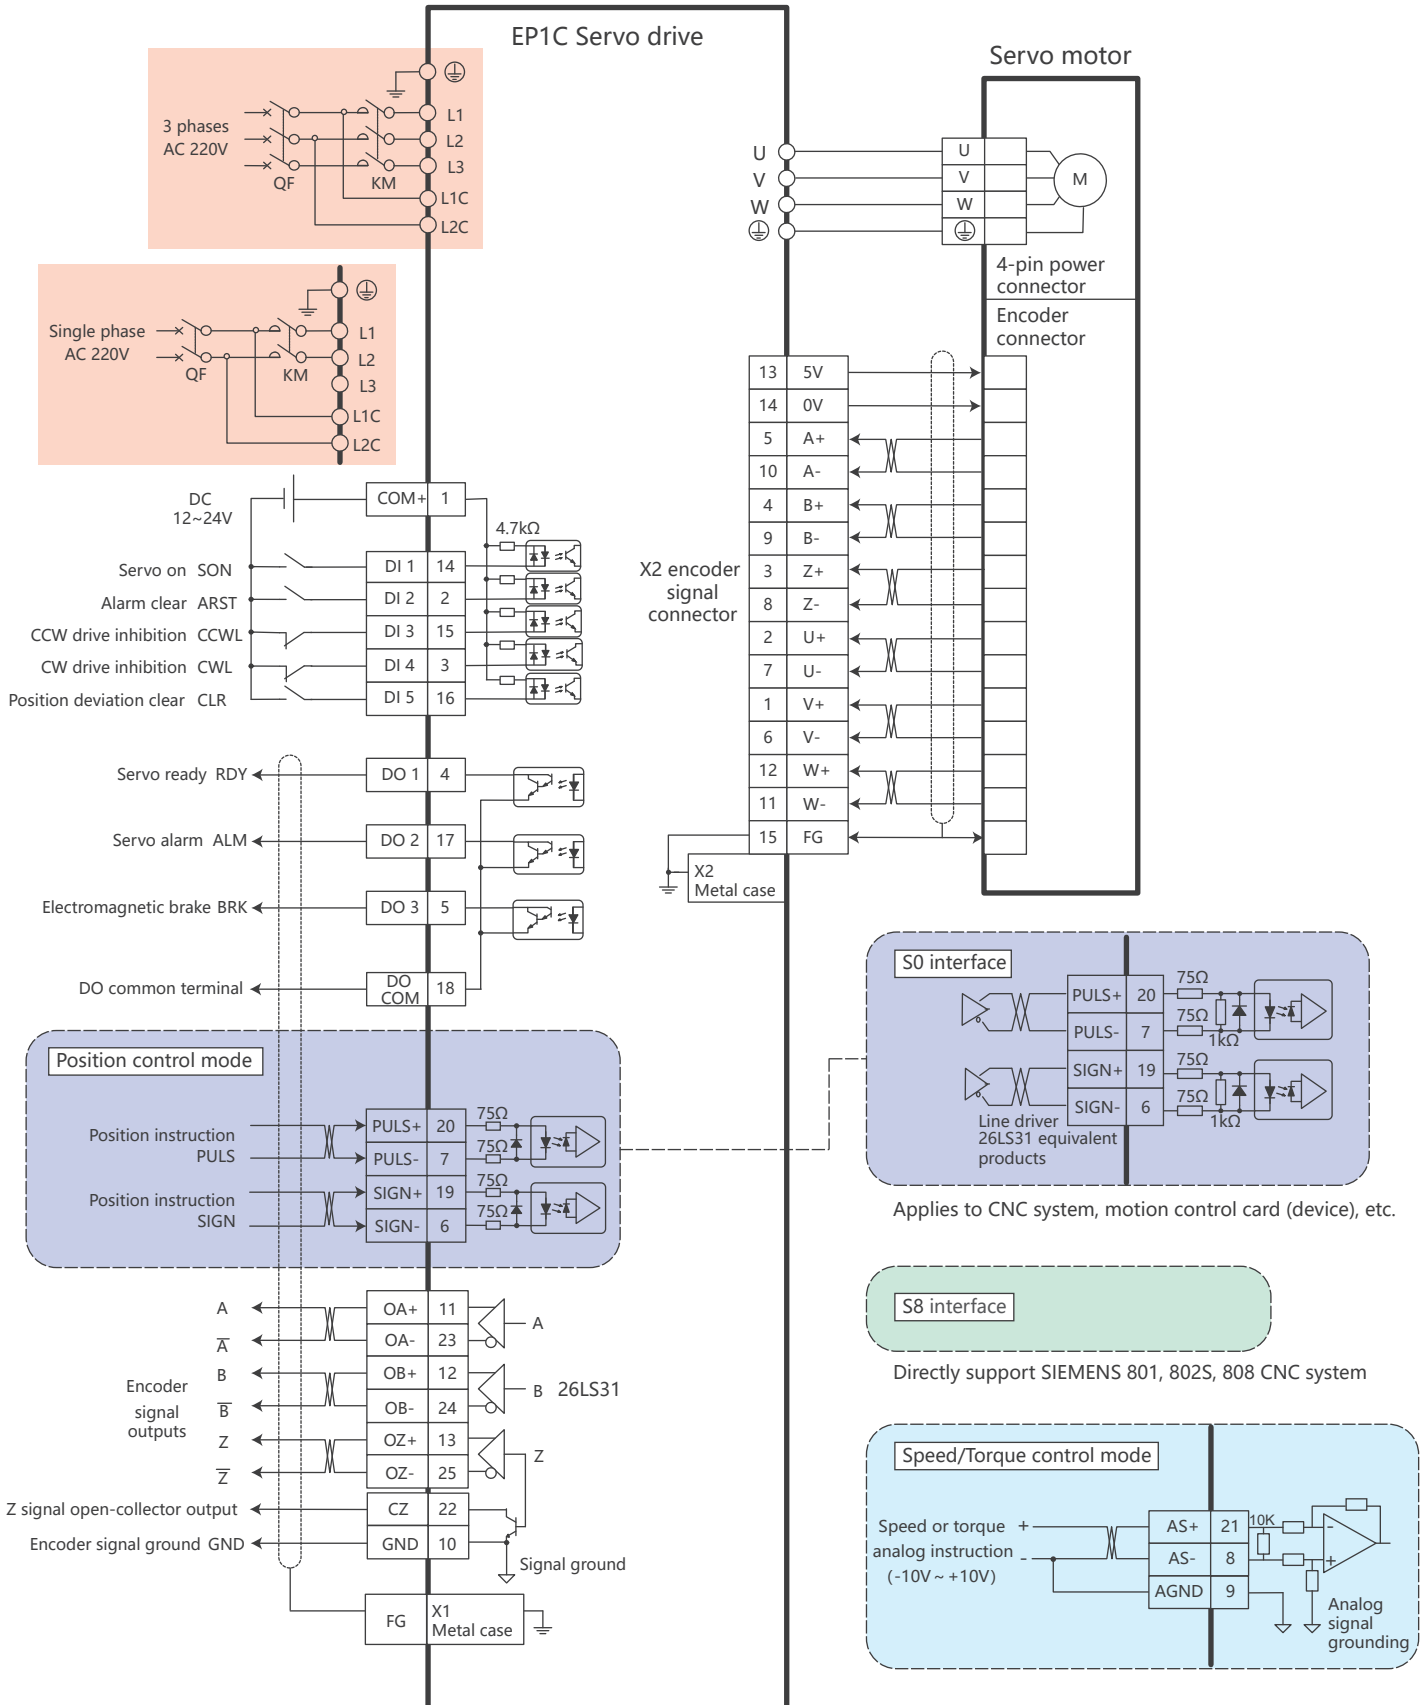 EP1C Servo drive
Servo motor
3 phases
AC 220V
QF
KM
L1
L2
L3
L1C
L2C
Single phase
AC 220V
QF
KM
L1
L2
L3
L1C
L2C
U
V
W
U
V
W
M
4-pin power
connector
Encoder
connector
X2 encoder
signal
connector
13 5V
14 0V
5 A+
10 A-
4 B+
9 B-
3 Z+
8 Z-
2 U+
7 U-
1 V+
6 V-
12 W+
11 W-
15 FG
X2
Metal case
DC
12~24V
COM+ 1
4.7kΩ
Servo on SON DI 1 14
Alarm clear ARST DI 2 2
CCW drive inhibition CCWL DI 3 15
CW drive inhibition CWL DI 4 3
Position deviation clear CLR DI 5 16
Servo ready RDY DO 1 4
Servo alarm ALM DO 2 17
Electromagnetic brake BRK DO 3 5
DO common terminal DO
COM 18
Position control mode
Position instruction
PULS
Position instruction
SIGN
PULS+ 20 75Ω
PULS- 7 75Ω
SIGN+ 19 75Ω
SIGN- 6 75Ω
Encoder
signal
outputs
A OA+ 11
A OA- 23
A
B OB+ 12
B OB- 24
B 26LS31
Z OZ+ 13
Z OZ- 25
Z
Z signal open-collector output CZ 22
Encoder signal ground GND GND 10
Signal ground
FG
X1
Metal case
S0 interface
PULS+ 20 75Ω
PULS- 7 75Ω
1kΩ
SIGN+ 19 75Ω
SIGN- 6 75Ω
1kΩ
Line driver
26LS31 equivalent
products
Applies to CNC system, motion control card (device), etc.
S8 interface
Directly support SIEMENS 801, 802S, 808 CNC system
Speed/Torque control mode
Speed or torque
analog instruction
(-10V ~ +10V)
+
-
AS+ 21
AS- 8
AGND 9
10K
-
+
Analog
signal
grounding